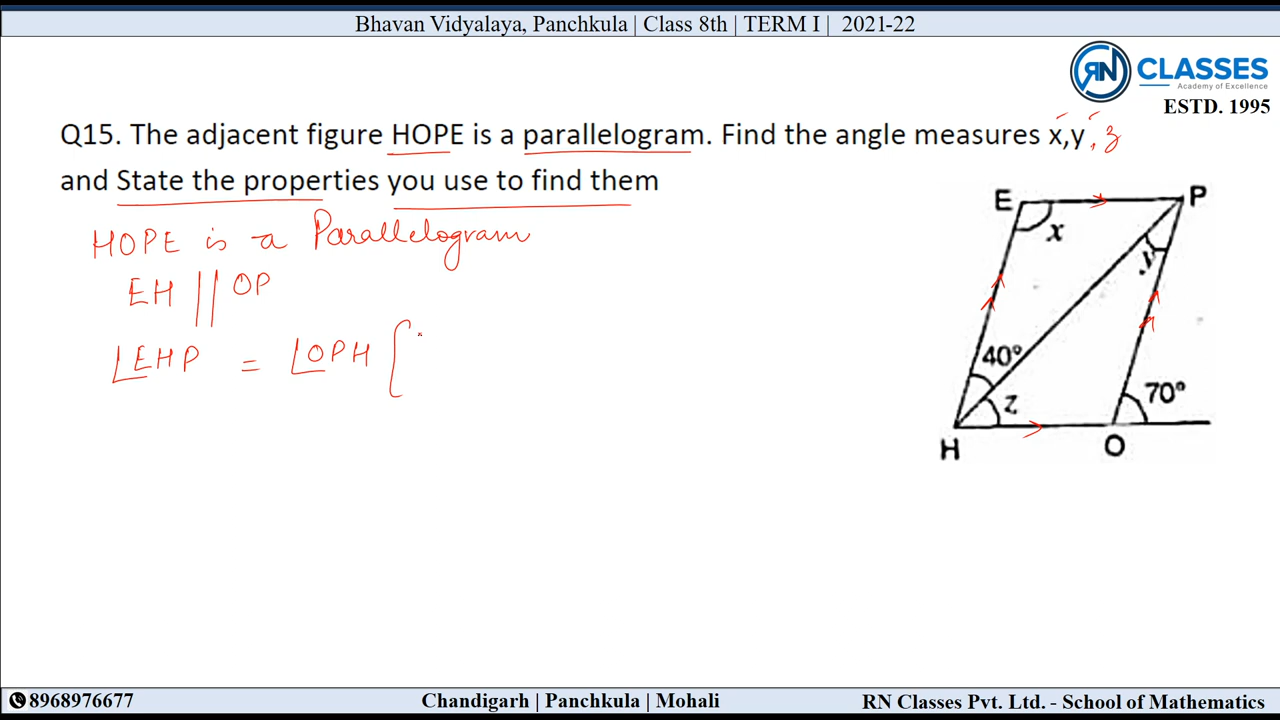 Bhavan Vidyalaya, Panchkula | Class 8th | TERM I | 2021-22
RN CLASSES
Academy of Excellence
ESTD. 1995
Q15. The adjacent figure HOPE is a parallelogram. Find the angle measures x,y,z
and State the properties you use to find them
HOPE is a Parallelogram
EH || OP
∠EHP = ∠OPH [
E P
x
y
40°
z 70°
H O
8968976677 Chandigarh | Panchkula | Mohali RN Classes Pvt. Ltd. - School of Mathematics